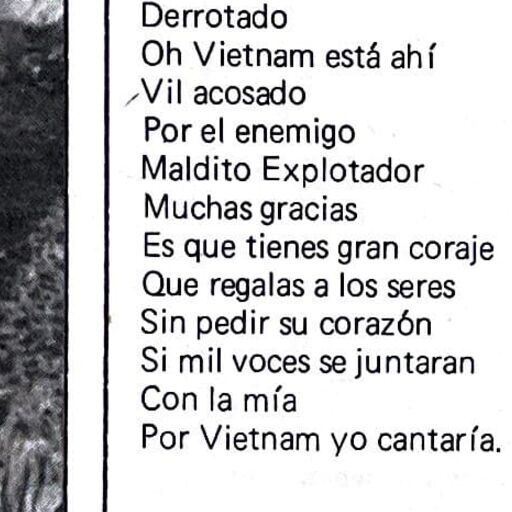 Derrotado
Oh Vietnam está ahí
Vil acosado
Por el enemigo
Maldito Explotador
Muchas gracias
Es que tienes gran coraje
Que regalas a los seres
Sin pedir su corazón
Si mil voces se juntaran
Con la mía
Por Vietnam yo cantaría.